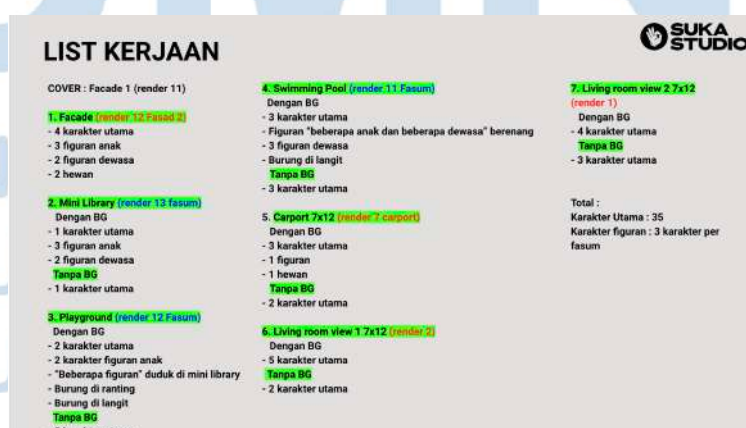 LIST KERJAAN
SUKA
STUDIO
COVER : Facade 1 (render 11)
1. Facade (render 12 Fasad 2)
- 4 karakter utama
- 3 figuran anak
- 2 figuran dewasa
- 2 hewan
2. Mini Library (render 13 fasum)
Dengan BG
- 1 karakter utama
- 3 figuran anak
- 2 figuran dewasa
Tanpa BG
- 1 karakter utama
3. Playground (render 12 Fasum)
Dengan BG
- 2 karakter utama
- 2 karakter figuran anak
- "Beberapa figuran" duduk di mini library
- Burung di ranting
- Burung di langit
Tanpa BG
4. Swimming Pool (render 11 Fasum)
Dengan BG
- 3 karakter utama
- Figuran "beberapa anak dan beberapa dewasa" berenang
- 3 figuran dewasa
- Burung di langit
Tanpa BG
- 3 karakter utama
5. Carport 7x12 (render 7 carport)
Dengan BG
- 3 karakter utama
- 1 figuran
- 1 hewan
Tanpa BG
- 2 karakter utama
6. Living room view 1 7x12 (render 2)
Dengan BG
- 5 karakter utama
Tanpa BG
- 2 karakter utama
7. Living room view 2 7x12
(render 1)
Dengan BG
- 4 karakter utama
Tanpa BG
- 3 karakter utama
Total :
Karakter Utama : 35
Karakter figuran : 3 karakter per
fasum